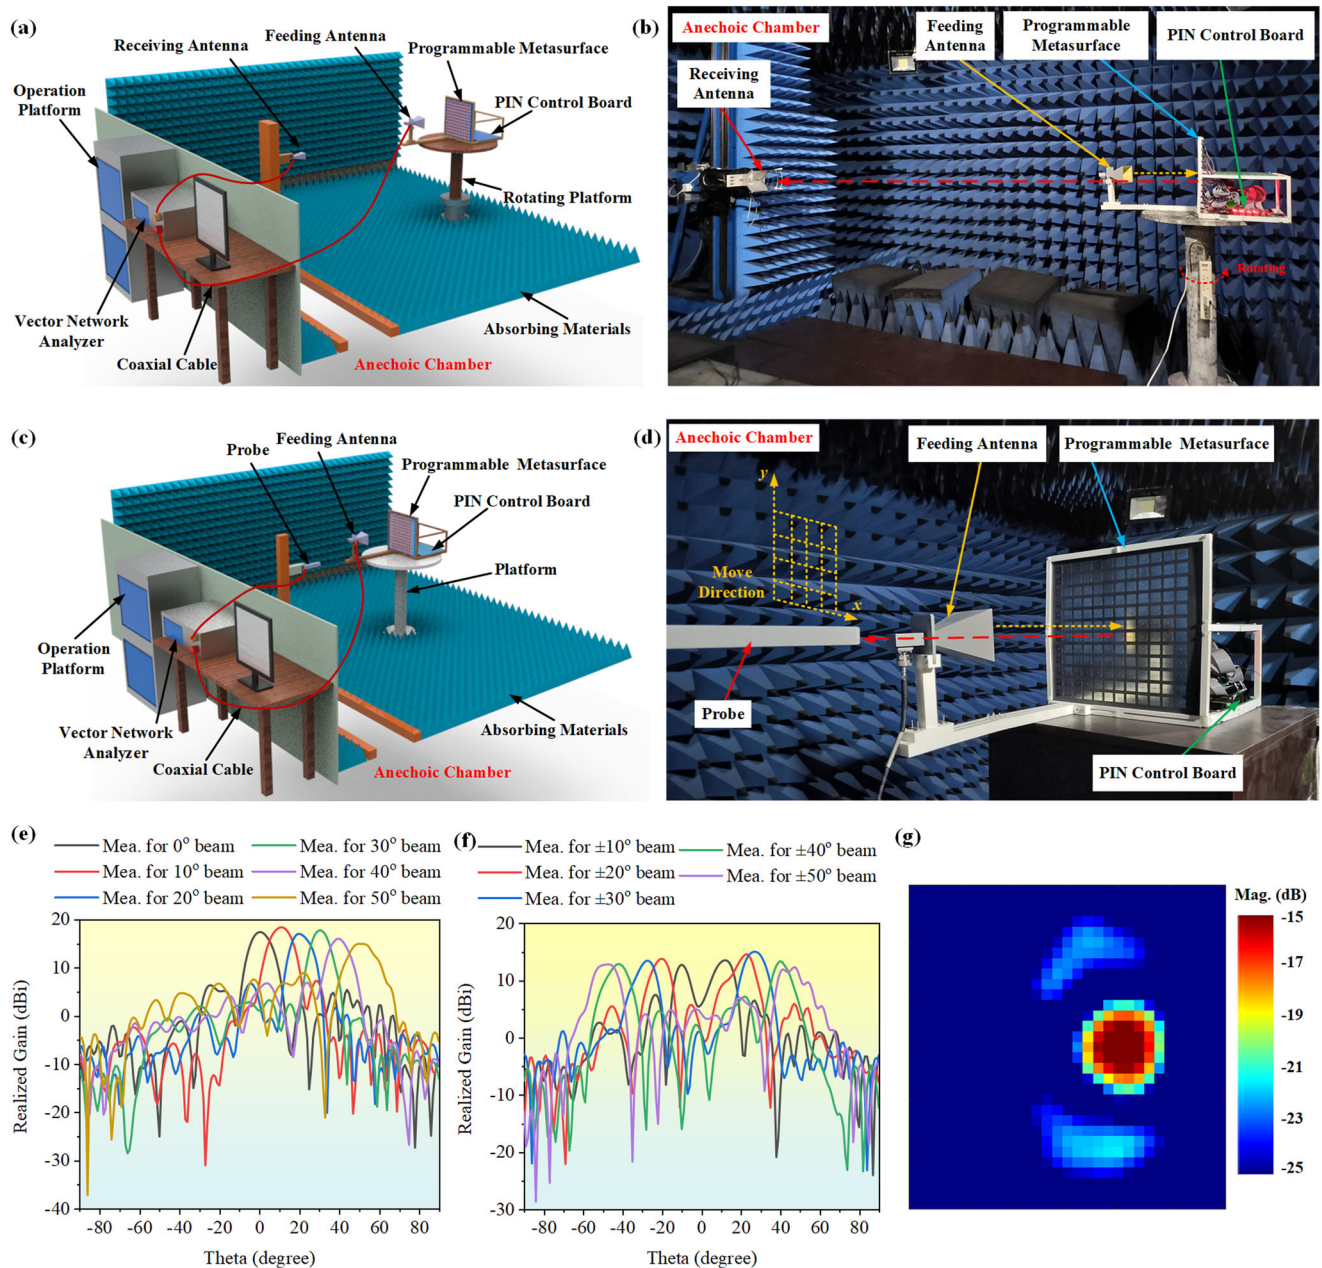 (a)
Receiving Antenna
Feeding Antenna
Programmable Metasurface
Operation
Platform
PIN Control Board
Rotating Platform
Vector Network
Analyzer
Coaxial Cable
Absorbing Materials
Anechoic Chamber
(b)
Anechoic Chamber
Receiving
Antenna
Feeding
Antenna
Programmable
Metasurface
PIN Control Board
Rotating
(c)
Probe
Feeding Antenna
Programmable Metasurface
PIN Control Board
Platform
Operation
Platform
Vector Network
Analyzer
Coaxial Cable
Absorbing Materials
Anechoic Chamber
(d)
Anechoic Chamber
Feeding Antenna
Programmable Metasurface
y
Move
Direction
x
Probe
PIN Control Board
(e)
Mea. for 0° beam
Mea. for 30° beam
Mea. for 10° beam
Mea. for 40° beam
Mea. for 20° beam
Mea. for 50° beam
20
10
0
-10
-20
-30
-40
Realized Gain (dBi)
-80 -60 -40 -20 0 20 40 60 80
Theta (degree)
(f)
Mea. for ±10° beam
Mea. for ±40° beam
Mea. for ±20° beam
Mea. for ±50° beam
Mea. for ±30° beam
20
10
0
-10
-20
-30
Realized Gain (dBi)
-80 -60 -40 -20 0 20 40 60 80
Theta (degree)
(g)
Mag. (dB)
-15
-17
-19
-21
-23
-25